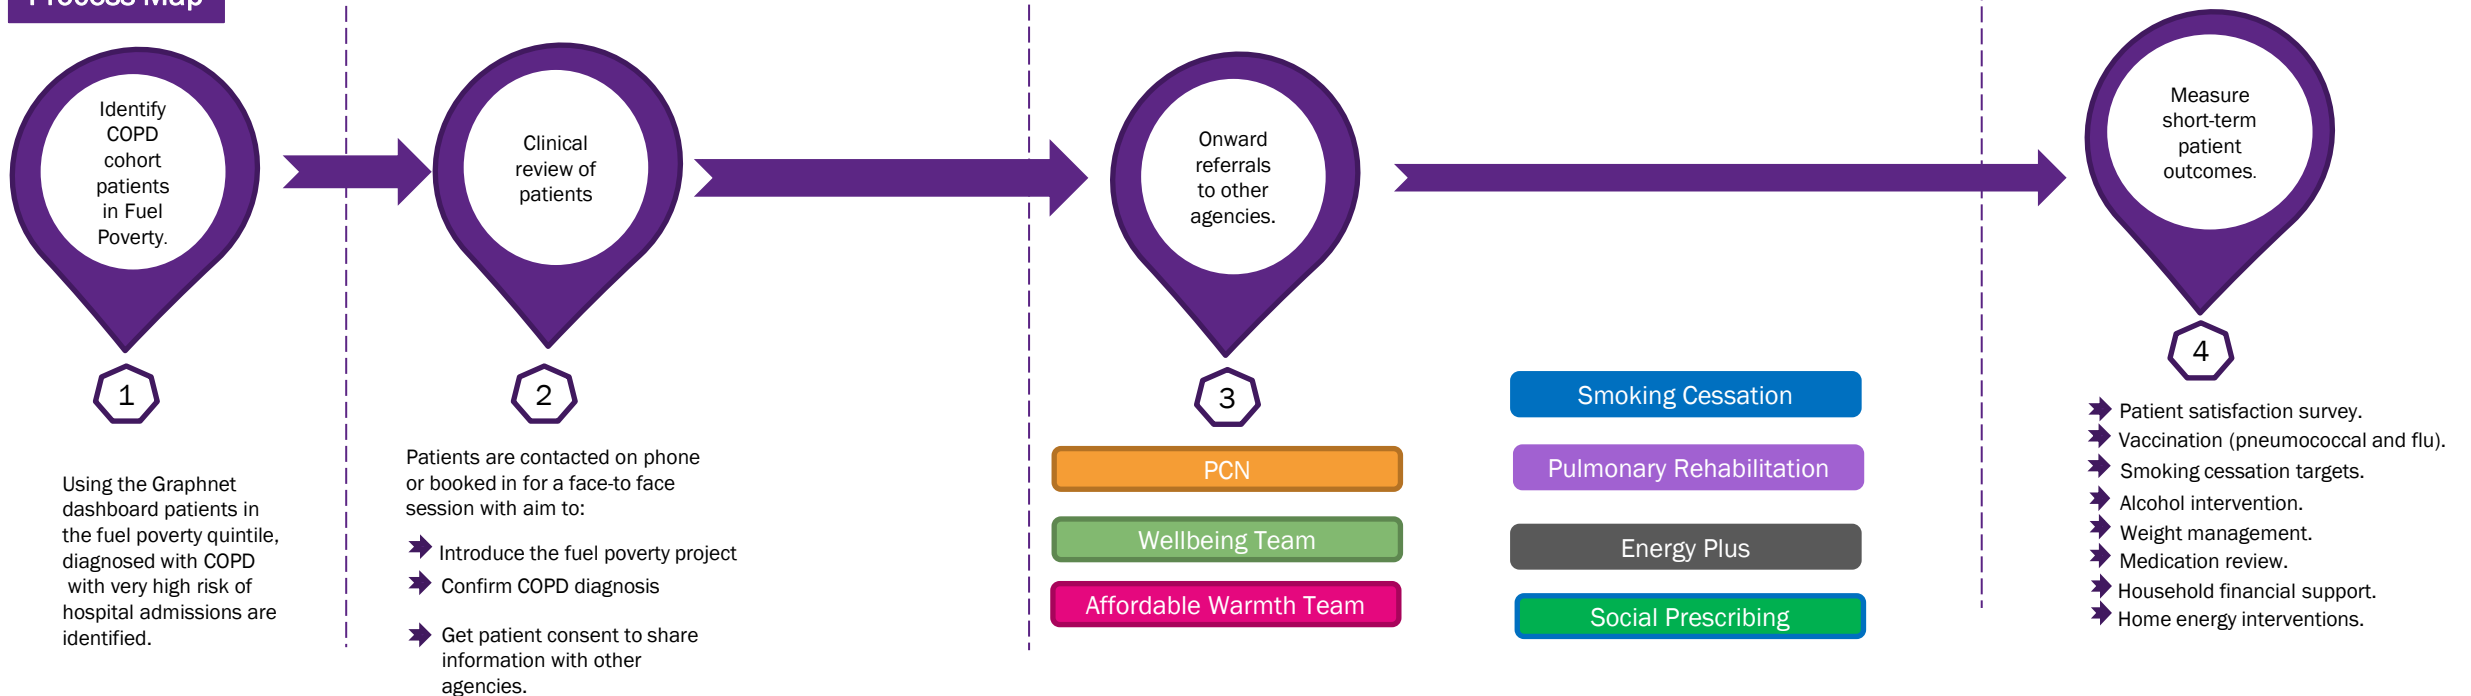 Process Map
Identify
COPD
cohort
patients
in Fuel
Poverty.
Clinical
review of
patients
Onward
referrals
to other
agencies.
Measure
short-term
patient
outcomes.
1
Using the Graphnet
dashboard patients in
the fuel poverty quintile,
diagnosed with COPD
with very high risk of
hospital admissions are
identified.
2
Patients are contacted on phone
or booked in for a face-to face
session with aim to:
Introduce the fuel poverty project
Confirm COPD diagnosis
Get patient consent to share
information with other
agencies.
3
PCN
Wellbeing Team
Affordable Warmth Team
Smoking Cessation
Pulmonary Rehabilitation
Energy Plus
Social Prescribing
4
Patient satisfaction survey.
Vaccination (pneumococcal and flu).
Smoking cessation targets.
Alcohol intervention.
Weight management.
Medication review.
Household financial support.
Home energy interventions.